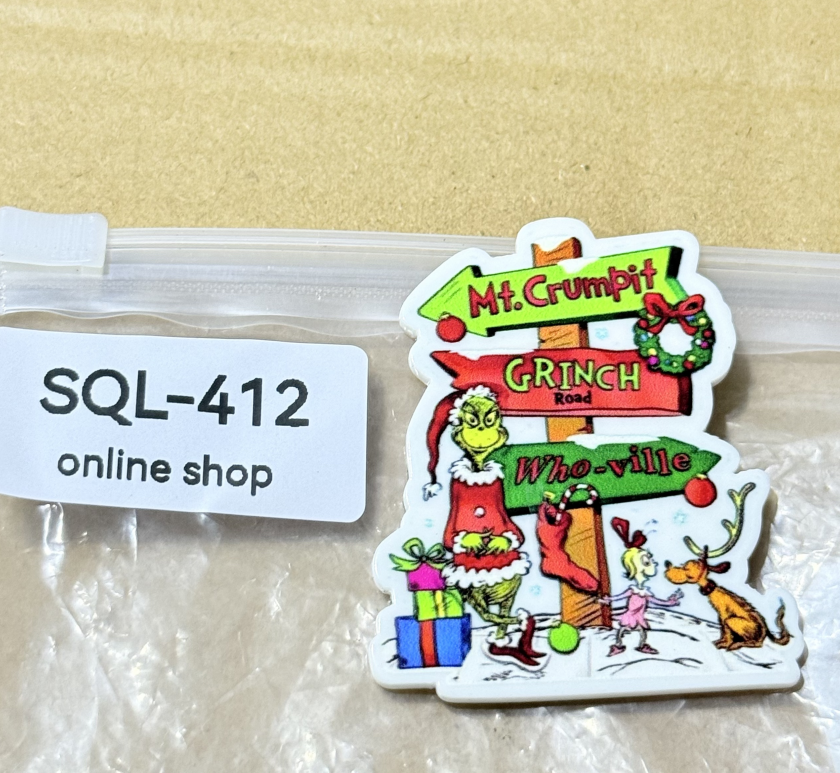 SQL-412
online shop
Mt. Crumpit
GRINCH
Road
Who-ville